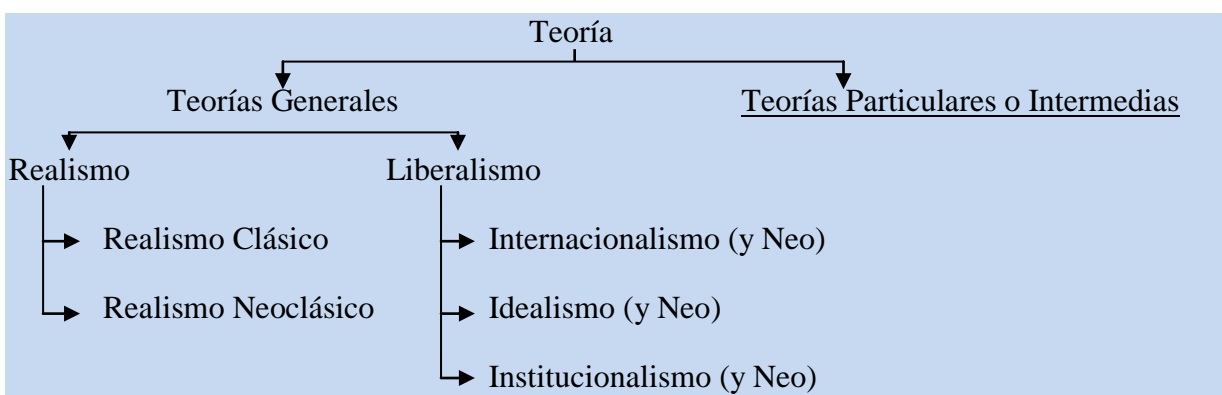 Teoría
Teorías Generales Teorías Particulares o Intermedias
Realismo Liberalismo
Realismo Clásico Internacionalismo (y Neo)
Realismo Neoclásico Idealismo (y Neo)
Institucionalismo (y Neo)